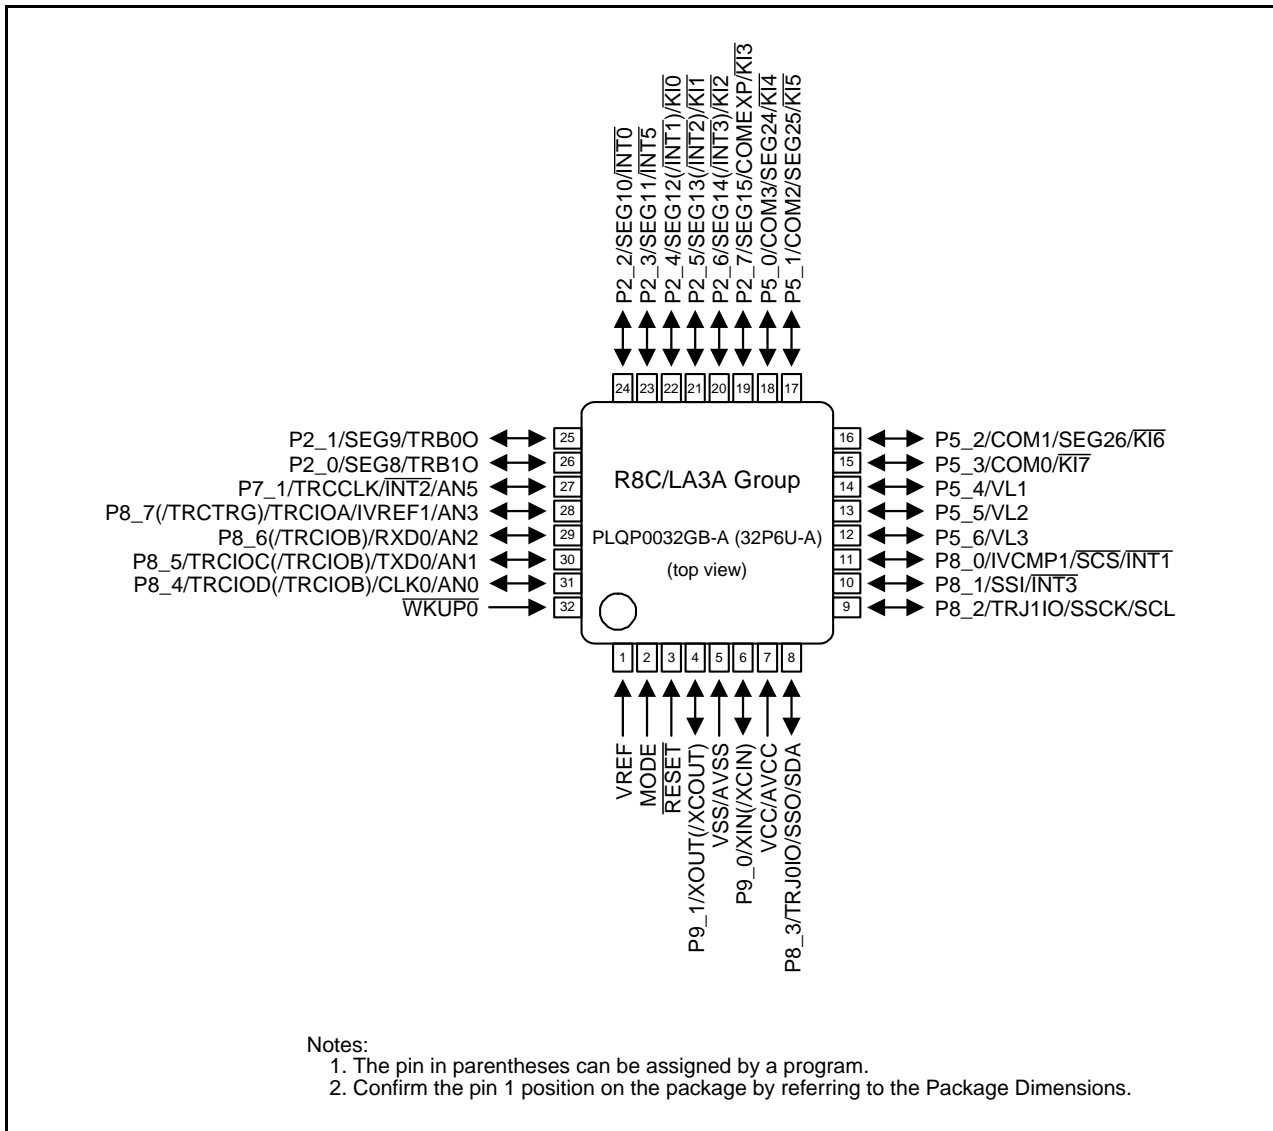 P2_2/SEG10/INT0
P2_3/SEG11/INT5
P2_4/SEG12(/INT1)/KI0
P2_5/SEG13(/INT2)/KI1
P2_6/SEG14(/INT3)/KI2
P2_7/SEG15/COMEXP/KI3
P5_0/COM3/SEG24/KI4
P5_1/COM2/SEG25/KI5
24 23 22 21 20 19 18 17
P2_1/SEG9/TRB0O 25
P2_0/SEG8/TRB1O 26
P7_1/TRCCLK/INT2/AN5 27
P8_7(/TRCTRG)/TRCIOA/IVREF1/AN3 28
P8_6(/TRCIOB)/RXD0/AN2 29
P8_5/TRCIOC(/TRCIOB)/TXD0/AN1 30
P8_4/TRCIOD(/TRCIOB)/CLK0/AN0 31
WKUP0 32
R8C/LA3A Group
PLQP0032GB-A (32P6U-A)
(top view)
16 P5_2/COM1/SEG26/KI6
15 P5_3/COM0/KI7
14 P5_4/VL1
13 P5_5/VL2
12 P5_6/VL3
11 P8_0/IVCMP1/SCS/INT1
10 P8_1/SSI/INT3
9 P8_2/TRJ1IO/SSCK/SCL
1 2 3 4 5 6 7 8
VREF
MODE
RESET
P9_1/XOUT(/XCOUT)
VSS/AVSS
P9_0/XIN(/XCIN)
VCC/AVCC
P8_3/TRJ0IO/SSO/SDA
Notes:
1. The pin in parentheses can be assigned by a program.
2. Confirm the pin 1 position on the package by referring to the Package Dimensions.